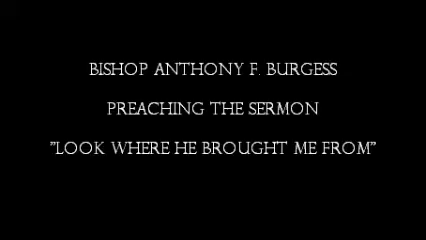 BISHOP ANTHONY F. BURGESS
PREACHING THE SERMON
"LOOK WHERE HE BROUGHT ME FROM"